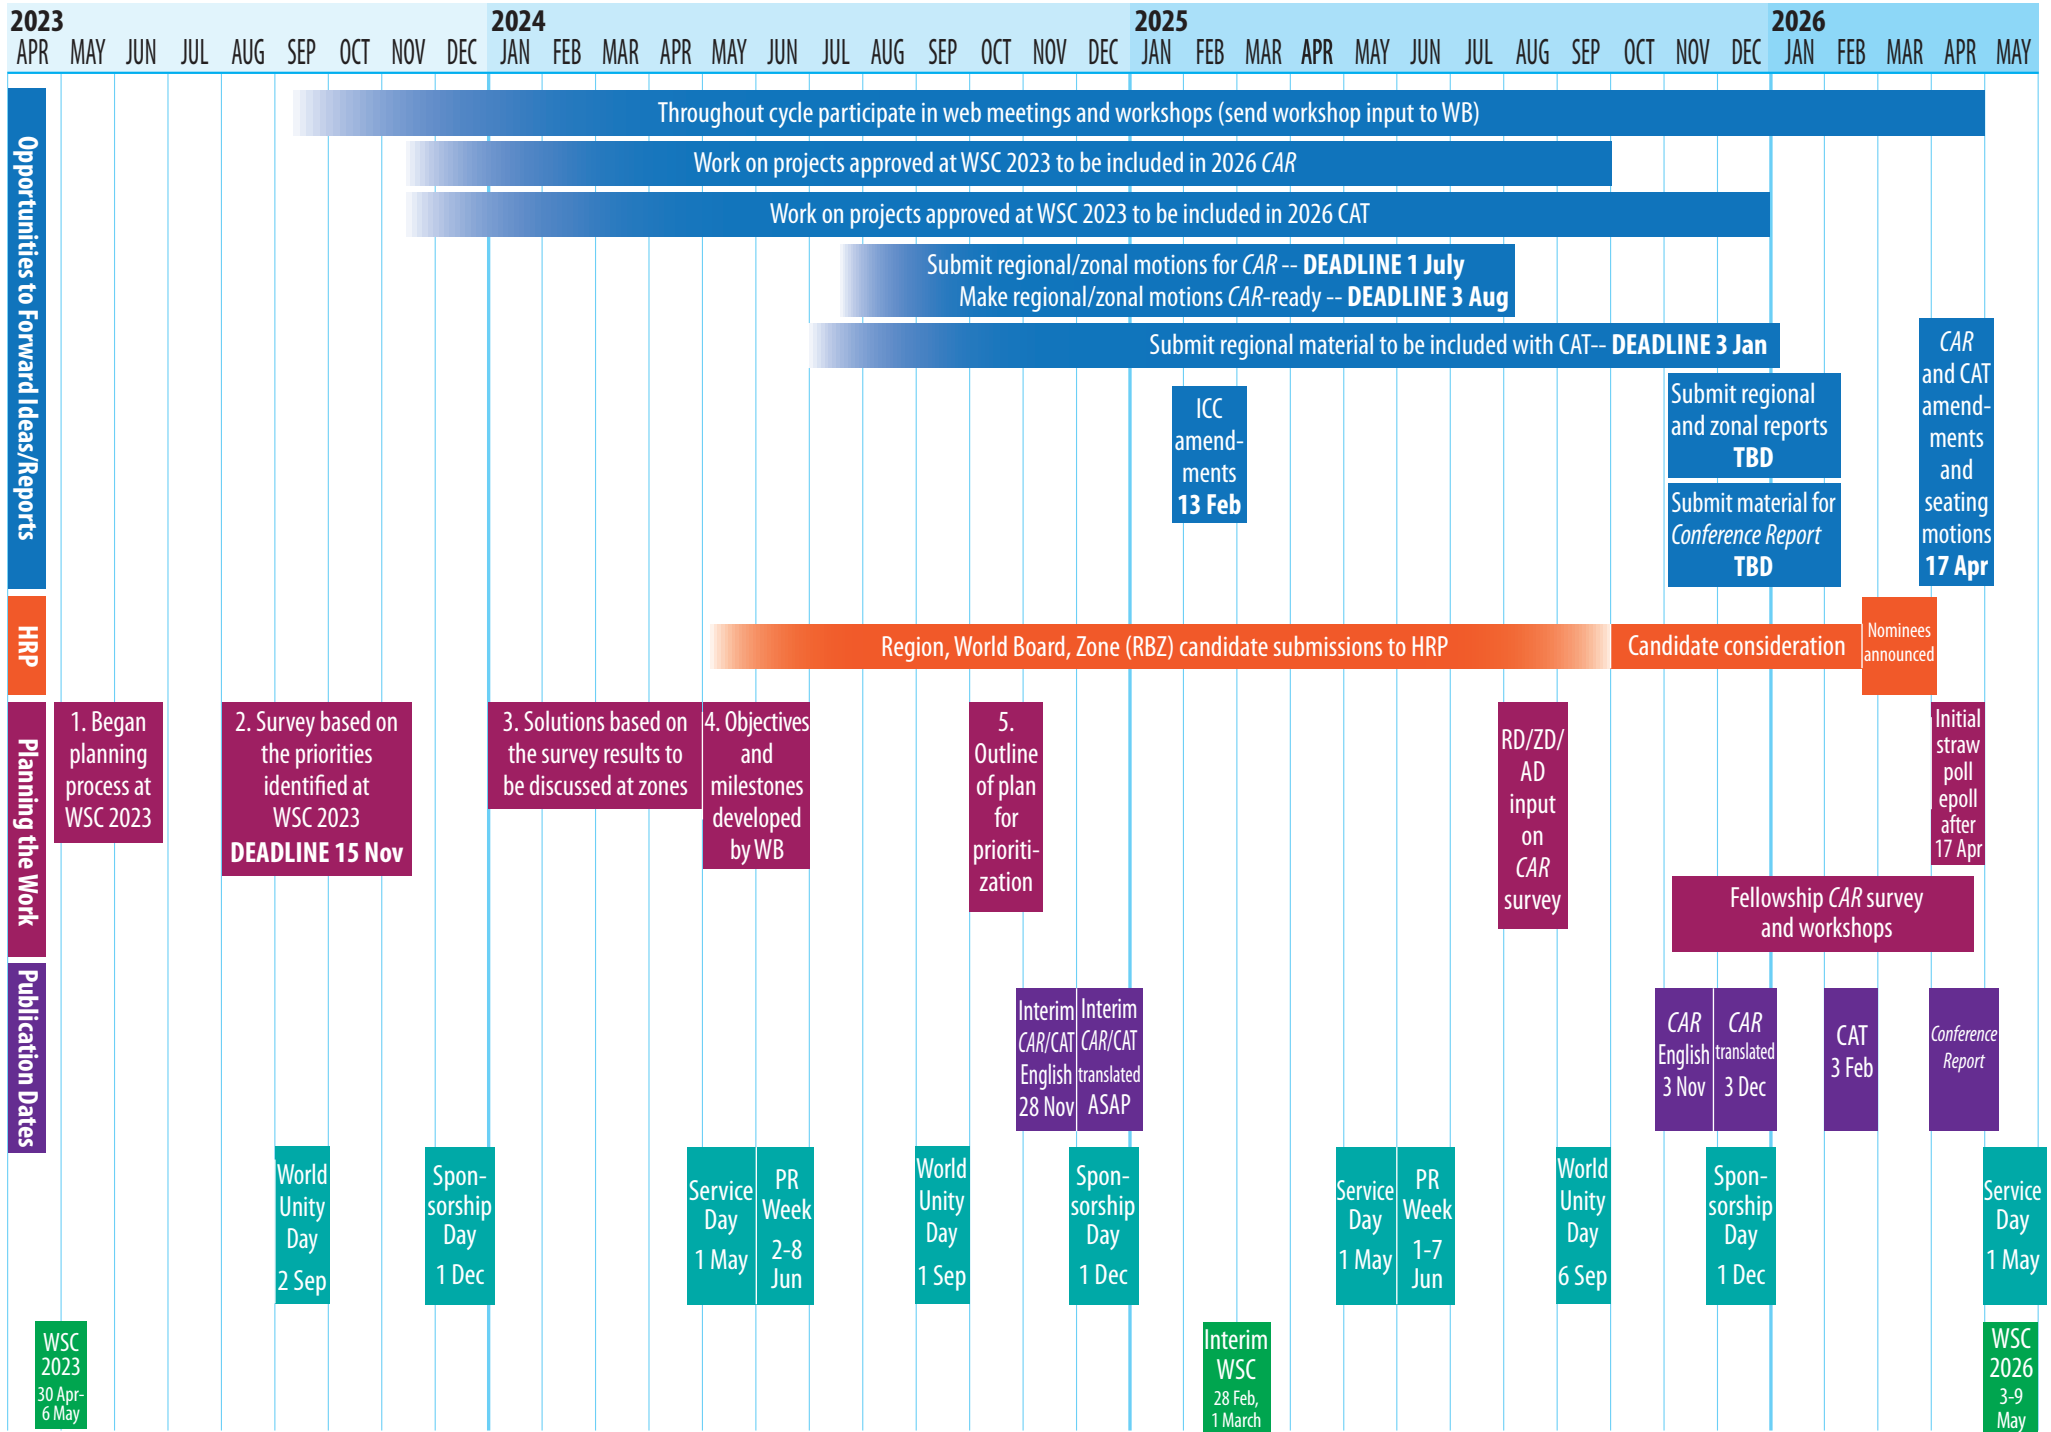 2023
2024
2025
2026
APR MAY JUN JUL AUG SEP OCT NOV DEC JAN FEB MAR APR MAY JUN JUL AUG SEP OCT NOV DEC JAN FEB MAR APR MAY JUN JUL AUG SEP OCT NOV DEC JAN FEB MAR APR MAY
Opportunities to Forward Ideas/Reports
Throughout cycle participate in web meetings and workshops (send workshop input to WB)
Work on projects approved at WSC 2023 to be included in 2026 CAR
Work on projects approved at WSC 2023 to be included in 2026 CAT
Submit regional/zonal motions for CAR -- DEADLINE 1 July
Make regional/zonal motions CAR-ready -- DEADLINE 3 Aug
Submit regional material to be included with CAT-- DEADLINE 3 Jan
ICC
amend-
ments
13 Feb
Submit regional
and zonal reports
TBD
Submit material for
Conference Report
TBD
CAR
and CAT
amend-
ments
and
seating
motions
17 Apr
HRP
Region, World Board, Zone (RBZ) candidate submissions to HRP
Candidate consideration
Nominees
announced
Planning the Work
1. Began
planning
process at
WSC 2023
2. Survey based on
the priorities
identified at
WSC 2023
DEADLINE 15 Nov
3. Solutions based on
the survey results to
be discussed at zones
4. Objectives
and
milestones
developed
by WB
5.
Outline
of plan
for
prioriti-
zation
RD/ZD/
AD
input
on
CAR
survey
Initial
straw
poll
epoll
after
17 Apr
Fellowship CAR survey
and workshops
Publication Dates
Interim
CAR/CAT
English
28 Nov
Interim
CAR/CAT
translated
ASAP
CAR
English
3 Nov
CAR
translated
3 Dec
CAT
3 Feb
Conference
Report
World
Unity
Day
2 Sep
Spon-
sorship
Day
1 Dec
Service
Day
1 May
PR
Week
2-8
Jun
World
Unity
Day
1 Sep
Spon-
sorship
Day
1 Dec
Service
Day
1 May
PR
Week
1-7
Jun
World
Unity
Day
6 Sep
Spon-
sorship
Day
1 Dec
Service
Day
1 May
WSC
2023
30 Apr-
6 May
Interim
WSC
28 Feb,
1 March
WSC
2026
3-9
May